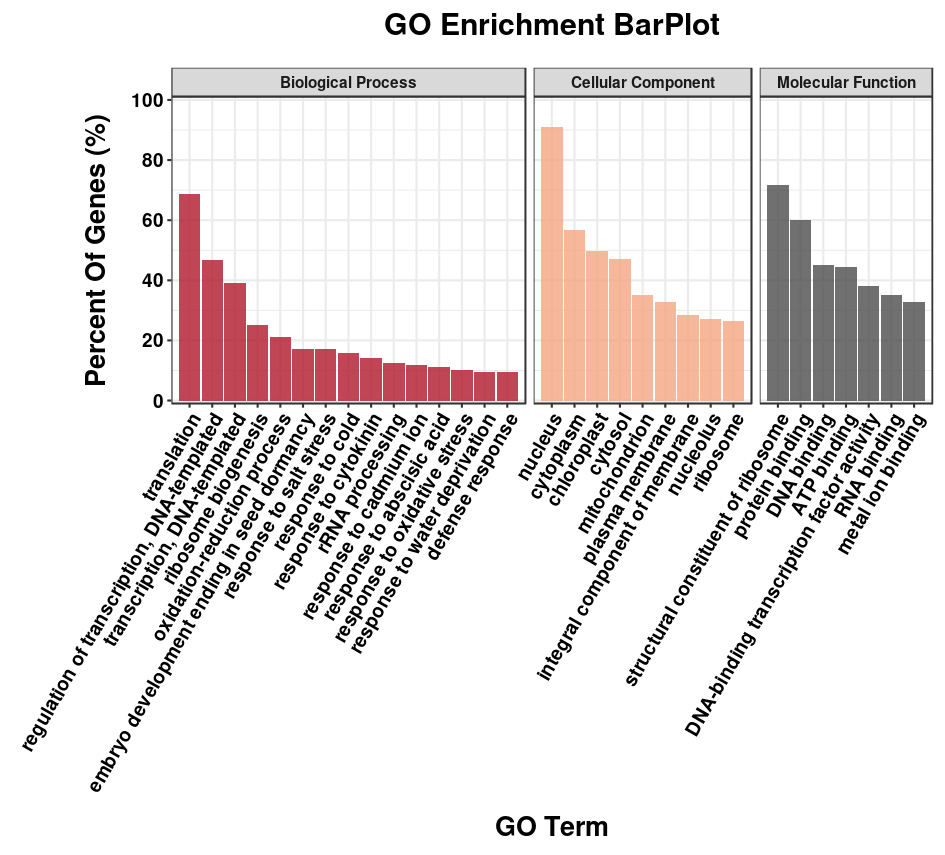 GO Enrichment BarPlot
Biological Process
Cellular Component
Molecular Function
Percent Of Genes (%)
100
80
60
40
20
0
translation
regulation of transcription, DNA-templated
transcription, DNA-templated
ribosome biogenesis
oxidation-reduction process
embryo development ending in seed dormancy
response to salt stress
response to cold
response to cytokinin
rRNA processing
response to cadmium ion
response to abscisic acid
response to oxidative stress
response to water deprivation
defense response
nucleus
cytoplasm
chloroplast
cytosol
mitochondrion
plasma membrane
integral component of membrane
nucleolus
ribosome
structural constituent of ribosome
protein binding
DNA binding
ATP binding
DNA-binding transcription factor activity
RNA binding
metal ion binding
GO Term